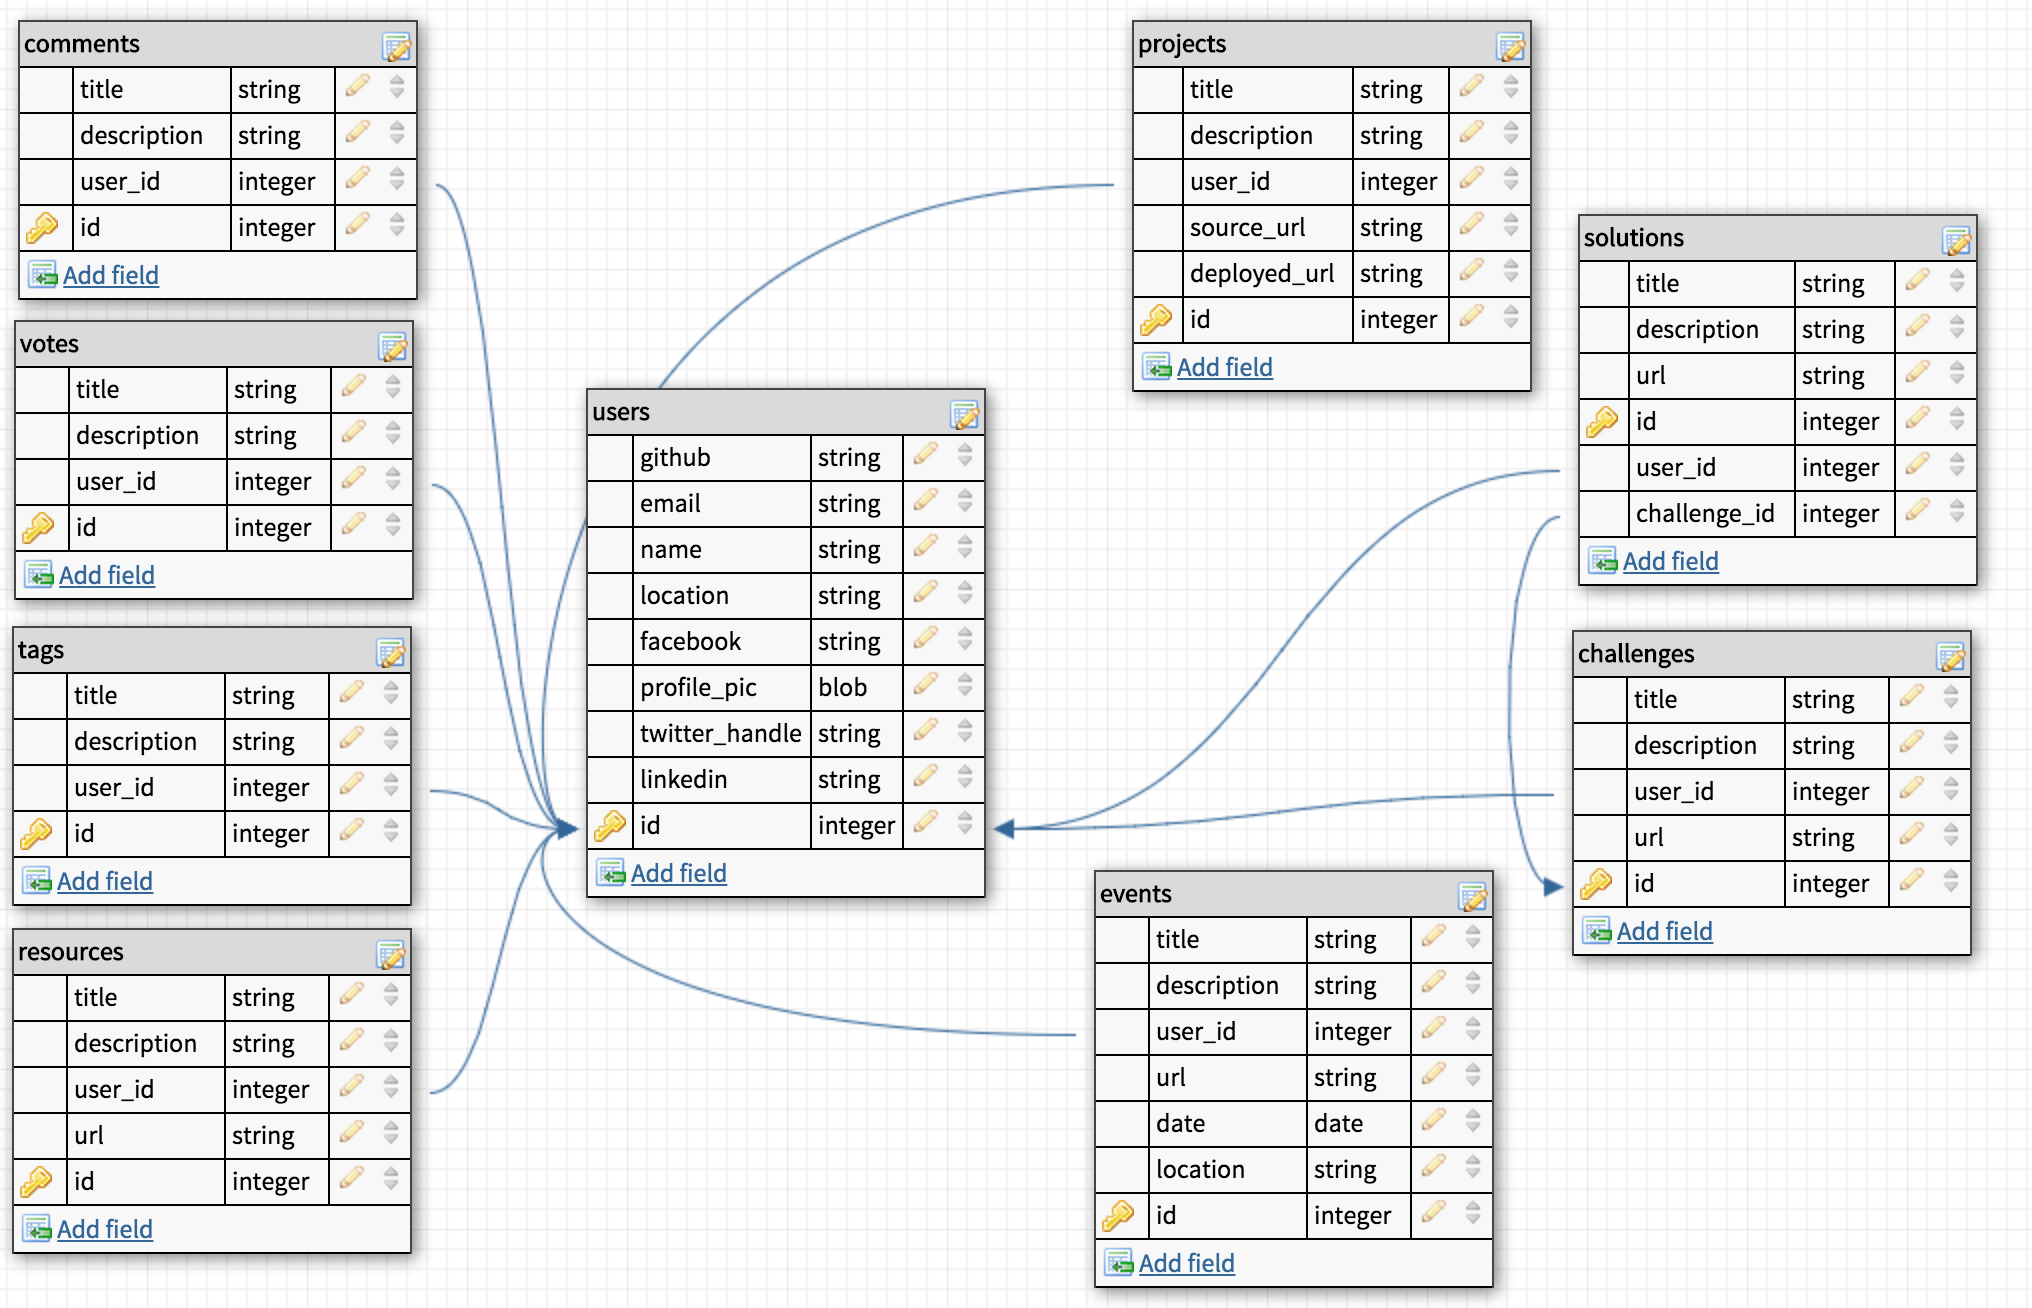 comments
title string
description string
user_id integer
id integer
Add field
votes
title string
description string
user_id integer
id integer
Add field
tags
title string
description string
user_id integer
id integer
Add field
resources
title string
description string
user_id integer
url string
id integer
Add field
users
github string
email string
name string
location string
facebook string
profile_pic blob
twitter_handle string
linkedin string
id integer
Add field
projects
title string
description string
user_id integer
source_url string
deployed_url string
id integer
Add field
events
title string
description string
user_id integer
url string
date date
location string
id integer
Add field
solutions
title string
description string
url string
id integer
user_id integer
challenge_id integer
Add field
challenges
title string
description string
user_id integer
url string
id integer
Add field